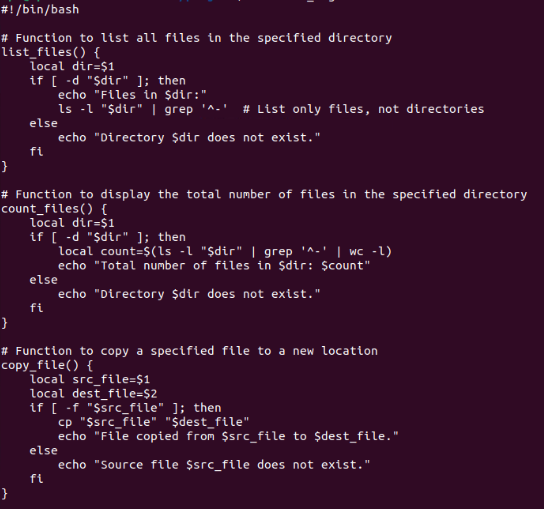 #!/bin/bash
# Function to list all files in the specified directory
list_files() {
    local dir=$1
    if [ -d "$dir" ]; then
        echo "Files in $dir:"
        ls -l "$dir" | grep '^-'  # List only files, not directories
    else
        echo "Directory $dir does not exist."
    fi
}
# Function to display the total number of files in the specified directory
count_files() {
    local dir=$1
    if [ -d "$dir" ]; then
        local count=$(ls -l "$dir" | grep '^-' | wc -l)
        echo "Total number of files in $dir: $count"
    else
        echo "Directory $dir does not exist."
    fi
}
# Function to copy a specified file to a new location
copy_file() {
    local src_file=$1
    local dest_file=$2
    if [ -f "$src_file" ]; then
        cp "$src_file" "$dest_file"
        echo "File copied from $src_file to $dest_file."
    else
        echo "Source file $src_file does not exist."
    fi
}